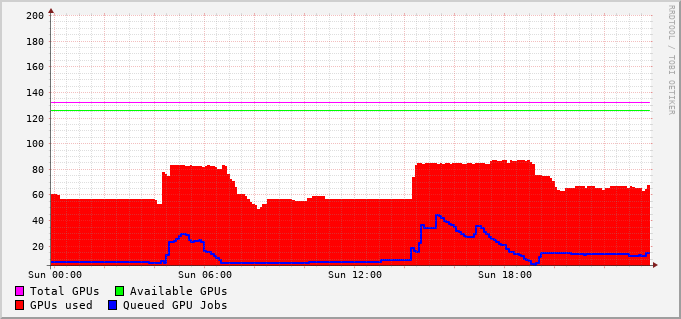 200
180
160
140
120
100
80
60
40
20
Sun 00:00 Sun 06:00 Sun 12:00 Sun 18:00
Total GPUs Available GPUs
GPUs used Queued GPU Jobs
RRDTOOL / TOBI OETIKER